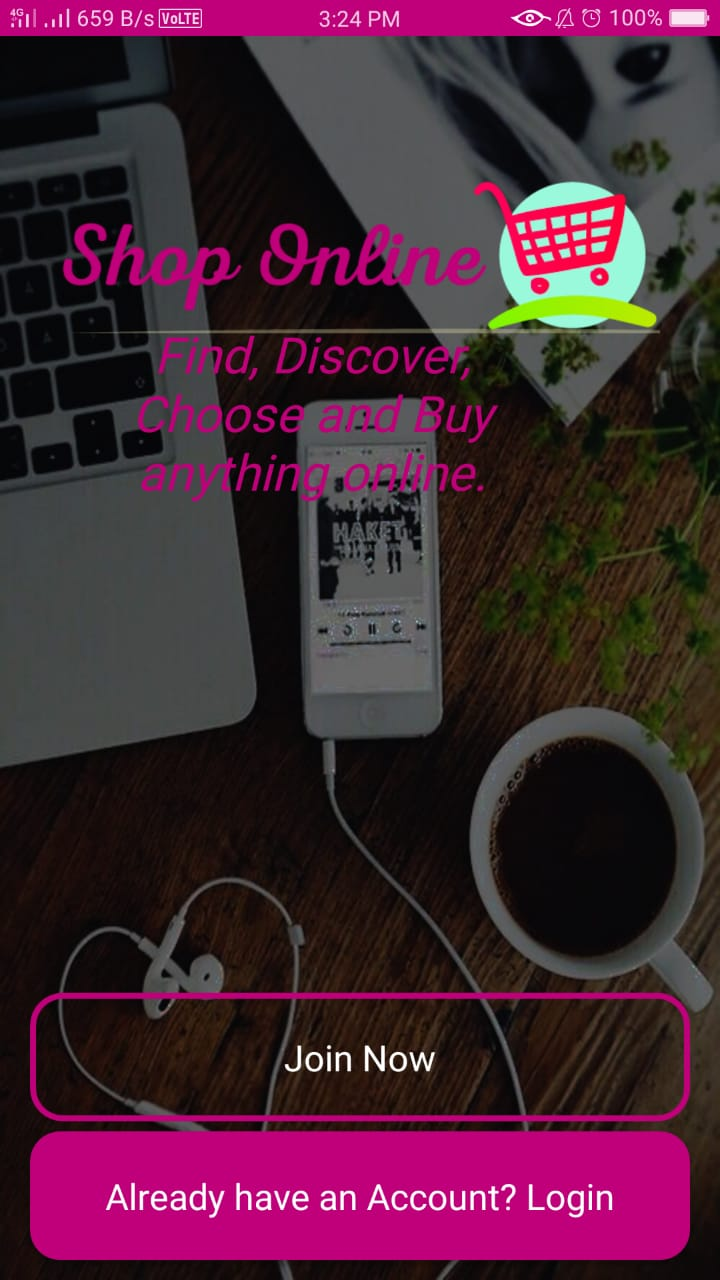 4G 659 B/s VoLTE 3:24 PM 100%
Shop Online
Find, Discover,
Choose and Buy
anything online.
HAKET
Join Now
Already have an Account? Login